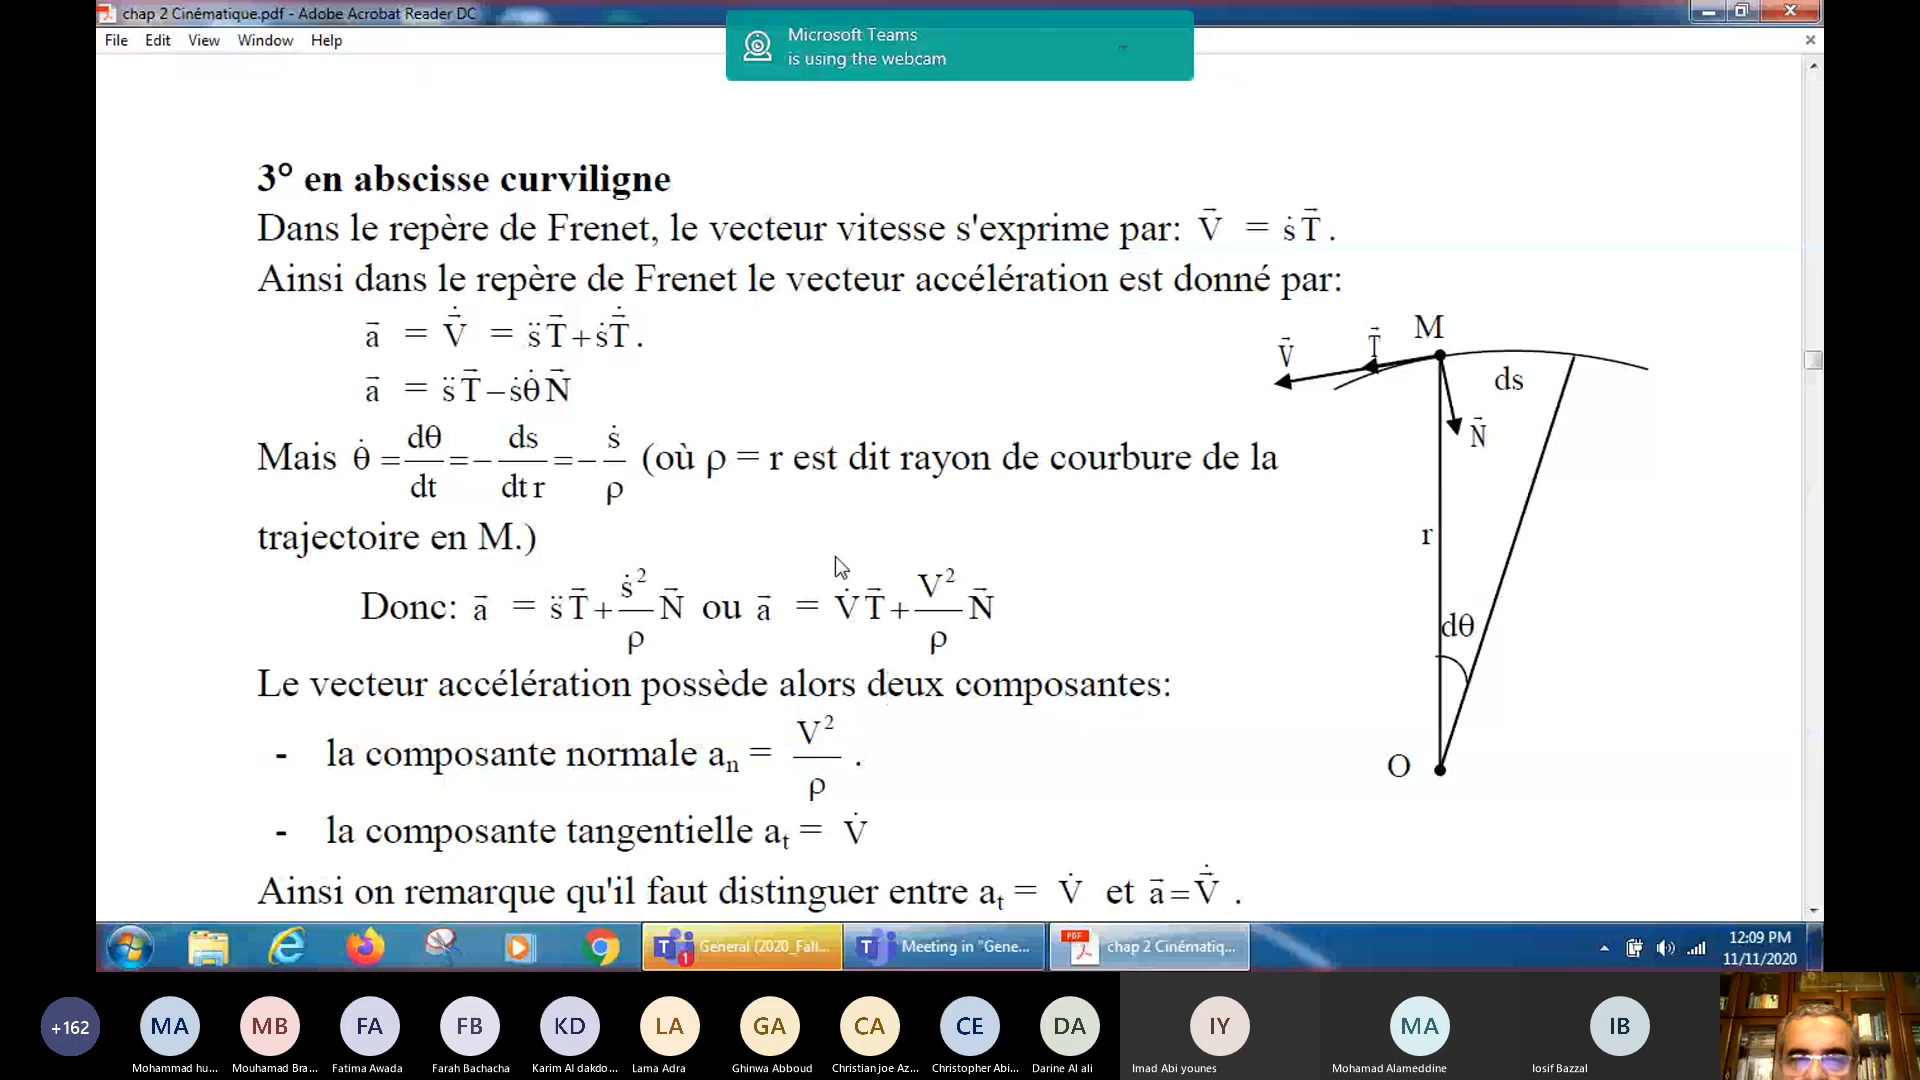 chap 2 Cinématique.pdf - Adobe Acrobat Reader DC
File Edit View Window Help
Microsoft Teams
is using the webcam
3° en abscisse curviligne
Dans le repère de Frenet, le vecteur vitesse s'exprime par: V⃗ = ṡT⃗ .
Ainsi dans le repère de Frenet le vecteur accélération est donné par:
a⃗ = V⃗̇ = s̈T⃗ + ṡT⃗̇ .
a⃗ = s̈T⃗ – ṡθ̇N⃗
Mais θ̇ = dθ/dt = – ds/dt r = – ṡ/ρ (où ρ = r est dit rayon de courbure de la
trajectoire en M.)
Donc: a⃗ = s̈T⃗ + ṡ²/ρ N⃗ ou a⃗ = V̇T⃗ + V²/ρ N⃗
Le vecteur accélération possède alors deux composantes:
- la composante normale aₙ = V²/ρ .
- la composante tangentielle aₜ = V̇
Ainsi on remarque qu'il faut distinguer entre aₜ = V̇ et a⃗ = V⃗̇ .
M
V⃗
T⃗
ds
N⃗
r
dθ
O
1
General (2020_Fall...
Meeting in "Gene...
PDF
chap 2 Cinématiq...
12:09 PM
11/11/2020
+162
MA
MB
FA
FB
KD
LA
GA
CA
CE
DA
IY
MA
IB
Mohammad hu...
Mouhamad Bra...
Fatima Awada
Farah Bachacha
Karim Al dakdo...
Lama Adra
Ghinwa Abboud
Christian joe Az...
Christopher Abi...
Darine Al ali
Imad Abi younes
Mohamad Alameddine
Iosif Bazzal